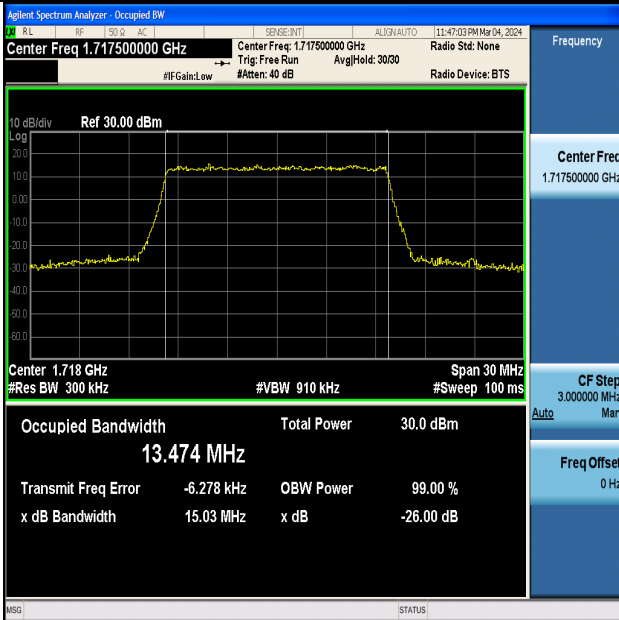 Agilent Spectrum Analyzer - Occupied BW
LXI RL RF 50 Ω AC SENSE:INT ALIGN AUTO 11:47:03 PM Mar 04, 2024
Center Freq 1.717500000 GHz
Center Freq: 1.717500000 GHz
Radio Std: None
Trig: Free Run Avg|Hold: 30/30
#IFGain:Low #Atten: 40 dB Radio Device: BTS
Frequency
10 dB/div Ref 30.00 dBm
Log
20.0
10.0
0.00
-10.0
-20.0
-30.0
-40.0
-50.0
-60.0
Center 1.718 GHz Span 30 MHz
#Res BW 300 kHz #VBW 910 kHz #Sweep 100 ms
Center Freq
1.717500000 GHz
CF Step
3.000000 MHz
Auto Man
Freq Offset
0 Hz
Occupied Bandwidth Total Power 30.0 dBm
13.474 MHz
Transmit Freq Error -6.278 kHz OBW Power 99.00 %
x dB Bandwidth 15.03 MHz x dB -26.00 dB
MSG STATUS